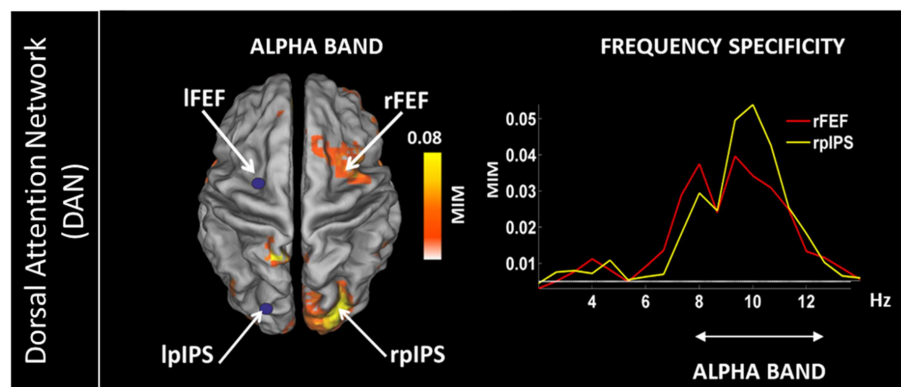 Dorsal Attention Network
(DAN)
ALPHA BAND
lFEF
rFEF
0.08
MIM
lpIPS
rpIPS
FREQUENCY SPECIFICITY
rFEF
rpIPS
MIM
0.05
0.04
0.03
0.02
0.01
4 6 8 10 12 Hz
ALPHA BAND